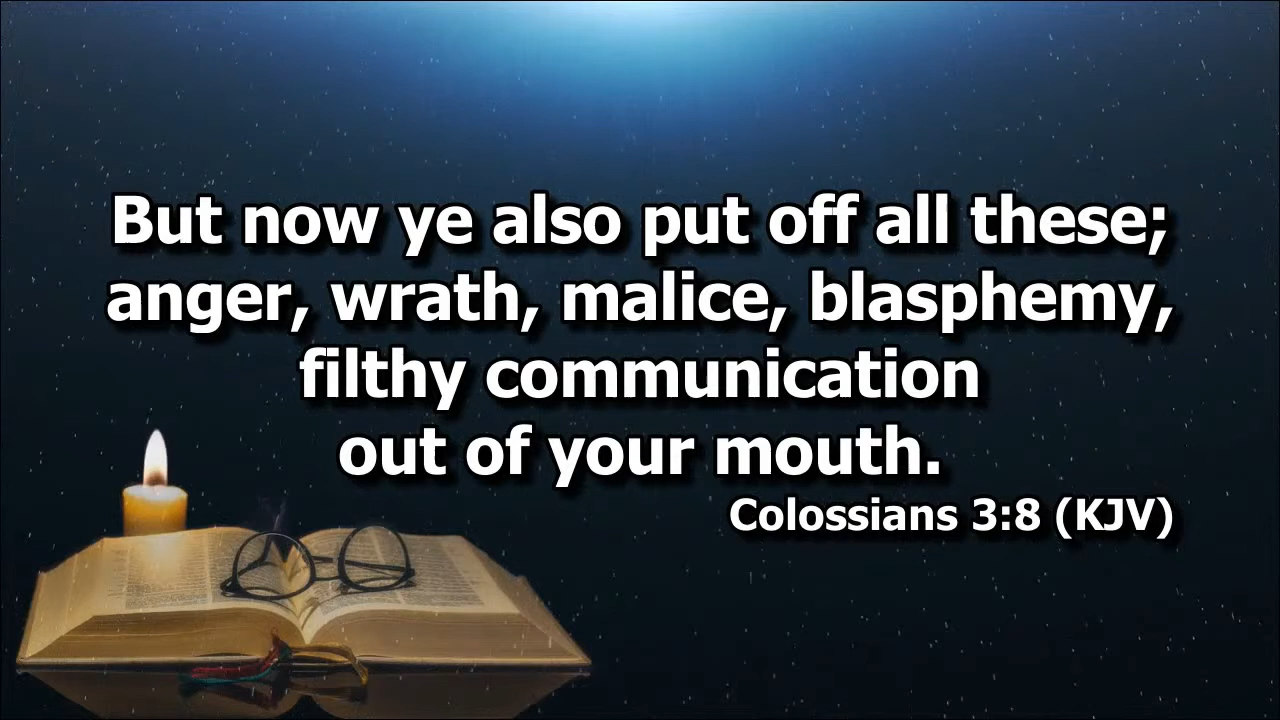 But now ye also put off all these;
anger, wrath, malice, blasphemy,
filthy communication
out of your mouth.
Colossians 3:8 (KJV)